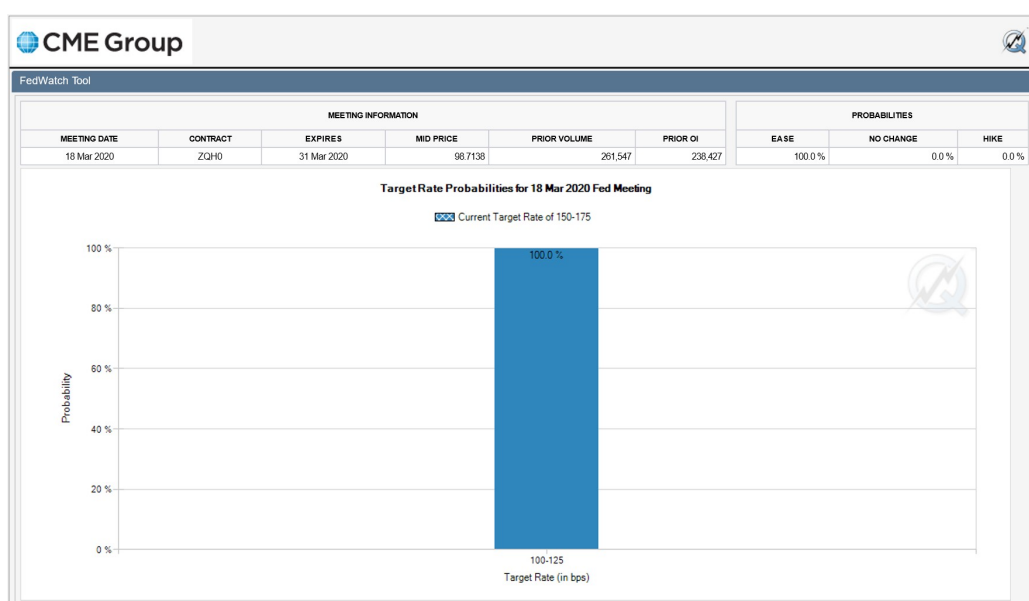 CME Group
FedWatch Tool
MEETING INFORMATION
PROBABILITIES
MEETING DATE CONTRACT EXPIRES MID PRICE PRIOR VOLUME PRIOR OI EASE NO CHANGE HIKE
18 Mar 2020 ZQH0 31 Mar 2020 98.7138 261,547 238,427 100.0 % 0.0 % 0.0 %
Target Rate Probabilities for 18 Mar 2020 Fed Meeting
Current Target Rate of 150-175
100 %
100.0 %
80 %
60 %
Probability
40 %
20 %
0 %
100-125
Target Rate (in bps)